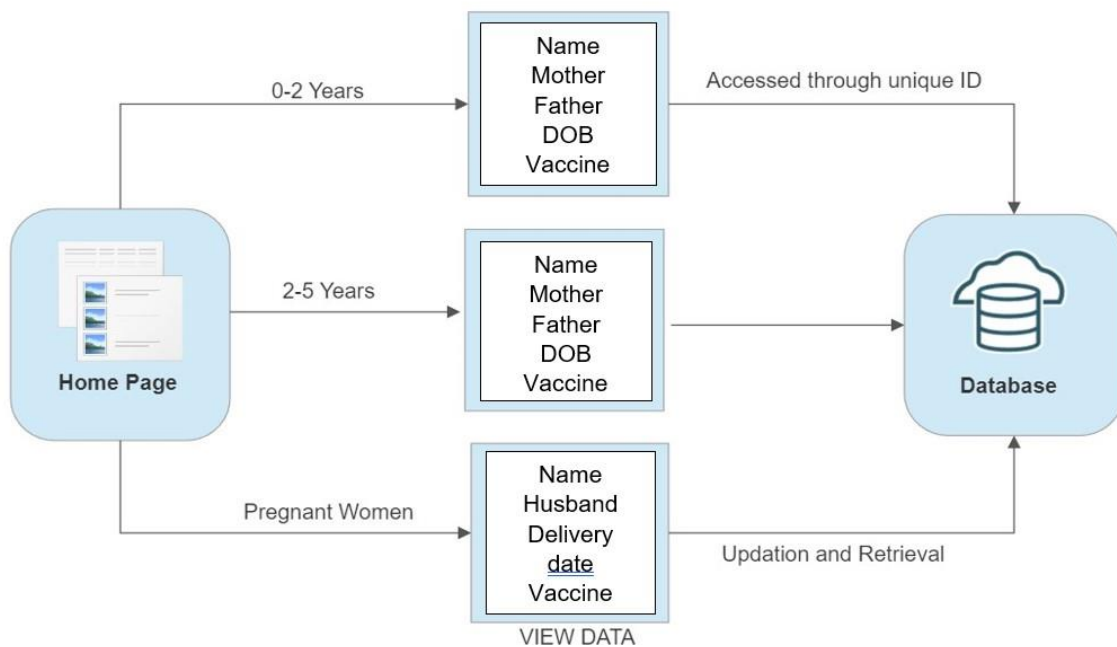 0-2 Years
Name
Mother
Father
DOB
Vaccine
Accessed through unique ID
Home Page
2-5 Years
Name
Mother
Father
DOB
Vaccine
Database
Pregnant Women
Name
Husband
Delivery
date
Vaccine
Updation and Retrieval
VIEW DATA